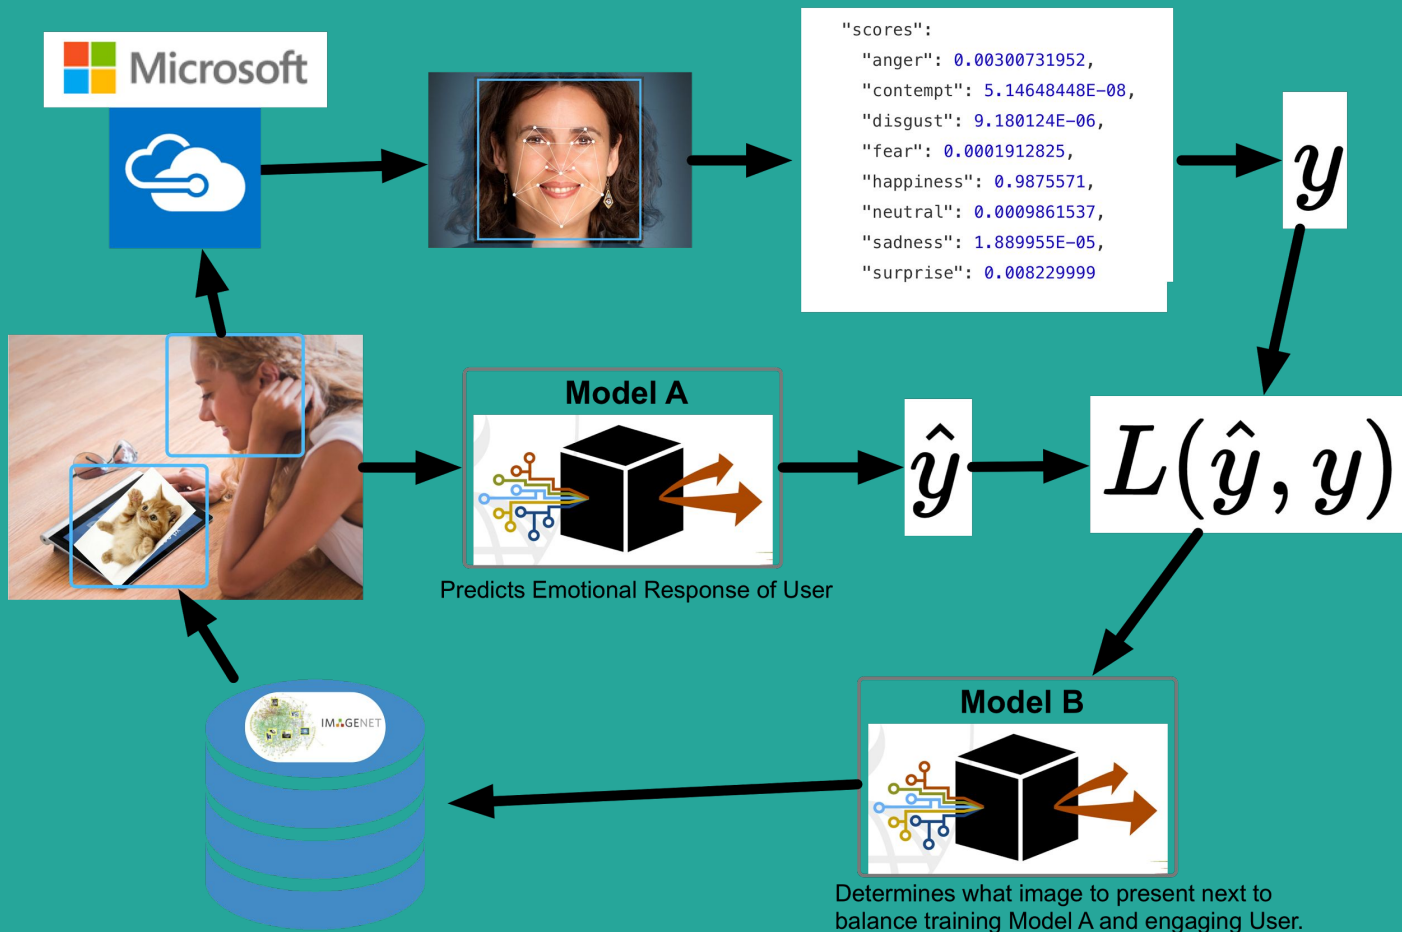 Microsoft
"scores":
"anger": 0.00300731952,
"contempt": 5.14648448E-08,
"disgust": 9.180124E-06,
"fear": 0.0001912825,
"happiness": 0.9875571,
"neutral": 0.0009861537,
"sadness": 1.889955E-05,
"surprise": 0.008229999
y
Model A
ŷ
L(ŷ, y)
Predicts Emotional Response of User
IMAGENET
Model B
Determines what image to present next to
balance training Model A and engaging User.